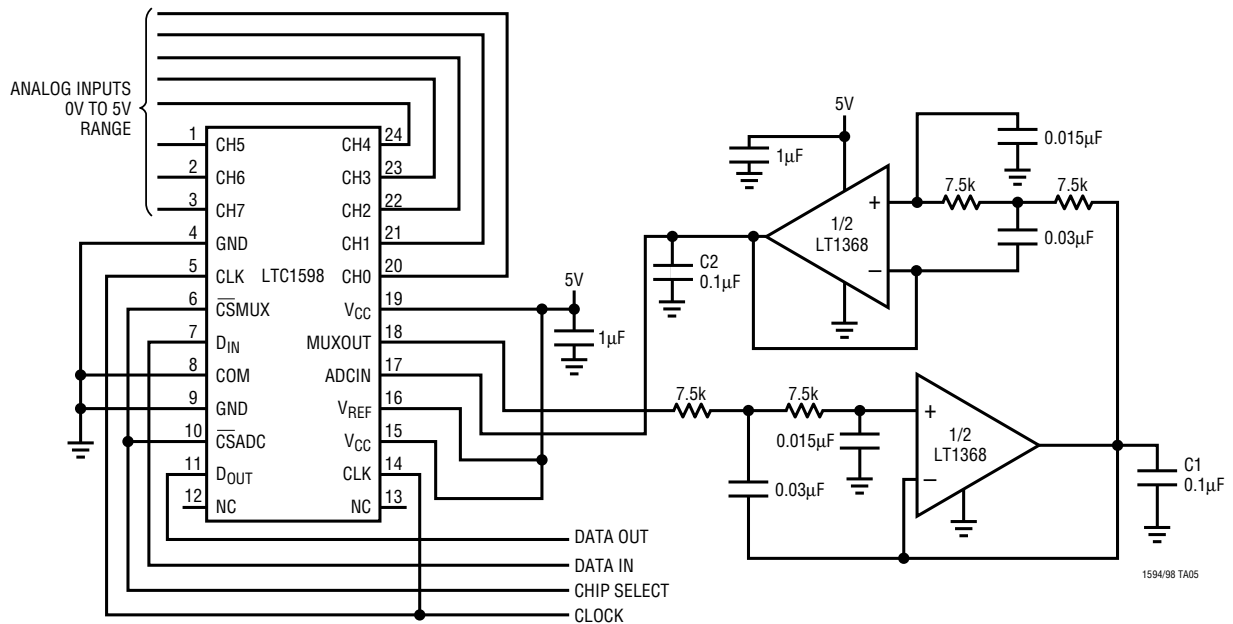 ANALOG INPUTS
0V TO 5V
RANGE
1 CH5
2 CH6
3 CH7
4 GND
5 CLK
6 CSMUX
7 DIN
8 COM
9 GND
10 CSADC
11 DOUT
12 NC
LTC1598
CH4 24
CH3 23
CH2 22
CH1 21
CH0 20
VCC 19
MUXOUT 18
ADCIN 17
VREF 16
VCC 15
CLK 14
NC 13
5V
1µF
5V
1µF
+
1/2
LT1368
–
C2
0.1µF
0.015µF
7.5k
7.5k
0.03µF
7.5k
7.5k
0.015µF
0.03µF
+
1/2
LT1368
–
C1
0.1µF
DATA OUT
DATA IN
CHIP SELECT
CLOCK
1594/98 TA05